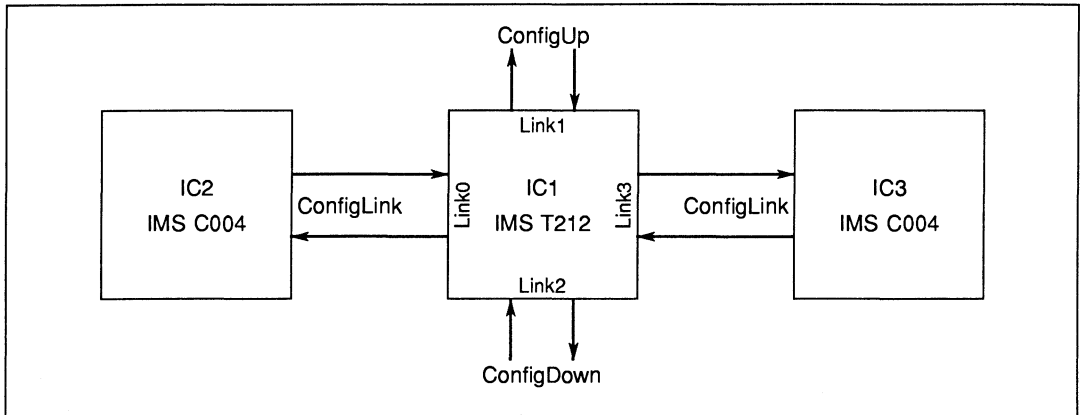 ConfigUp
Link1
IC2
IMS C004
ConfigLink
Link0
IC1
IMS T212
Link3
ConfigLink
IC3
IMS C004
Link2
ConfigDown